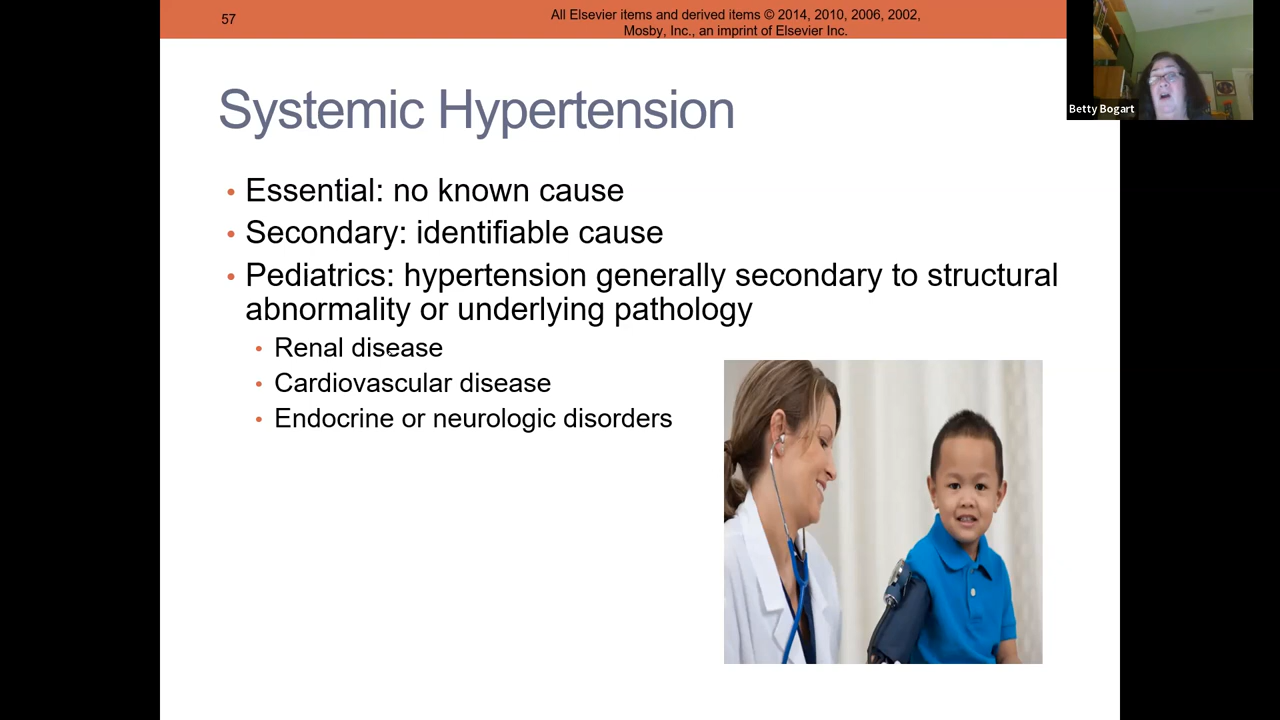 57
All Elsevier items and derived items © 2014, 2010, 2006, 2002,
Mosby, Inc., an imprint of Elsevier Inc.
Betty Bogart
Systemic Hypertension
• Essential: no known cause
• Secondary: identifiable cause
• Pediatrics: hypertension generally secondary to structural
abnormality or underlying pathology
• Renal disease
• Cardiovascular disease
• Endocrine or neurologic disorders